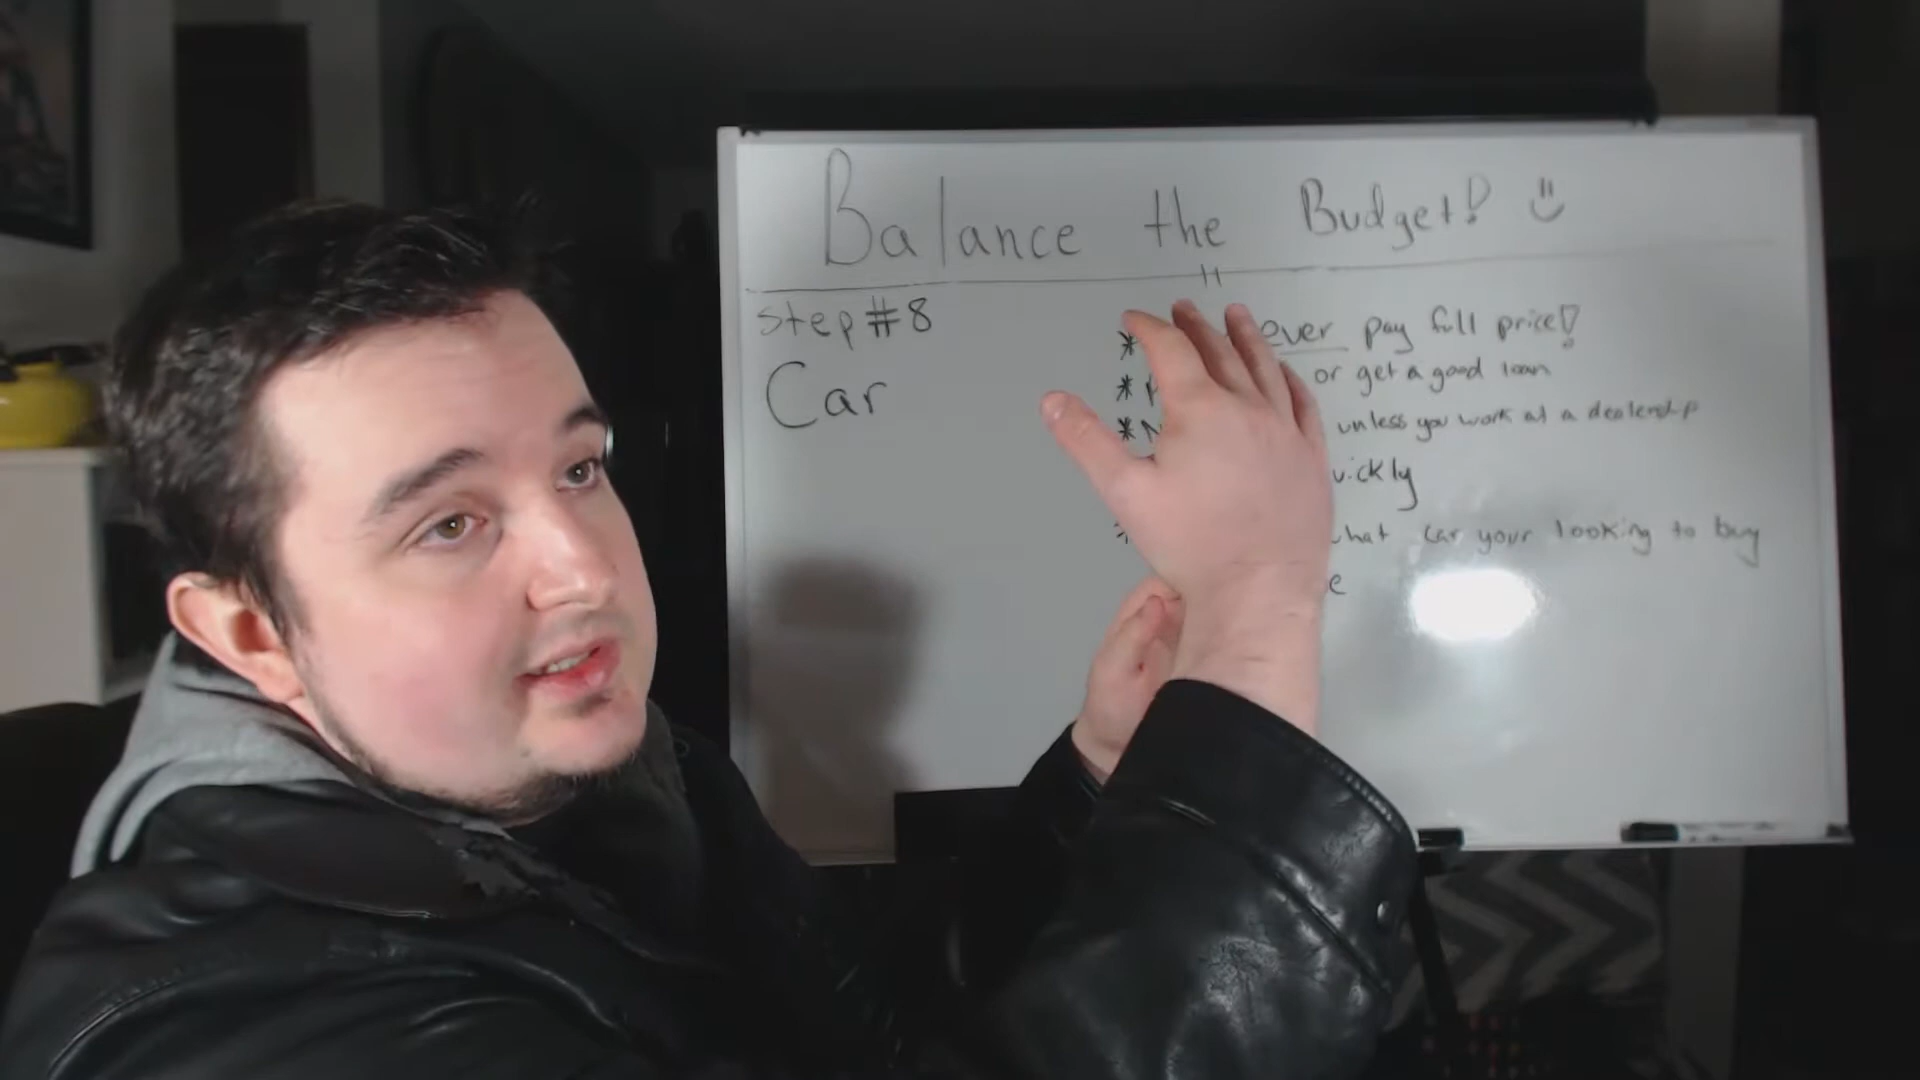 Balance the Budget! "
Step #8
Car
* ever pay full price!
* or get a good loan
* N unless you work at a dealership
uickly
* what car your looking to buy
e